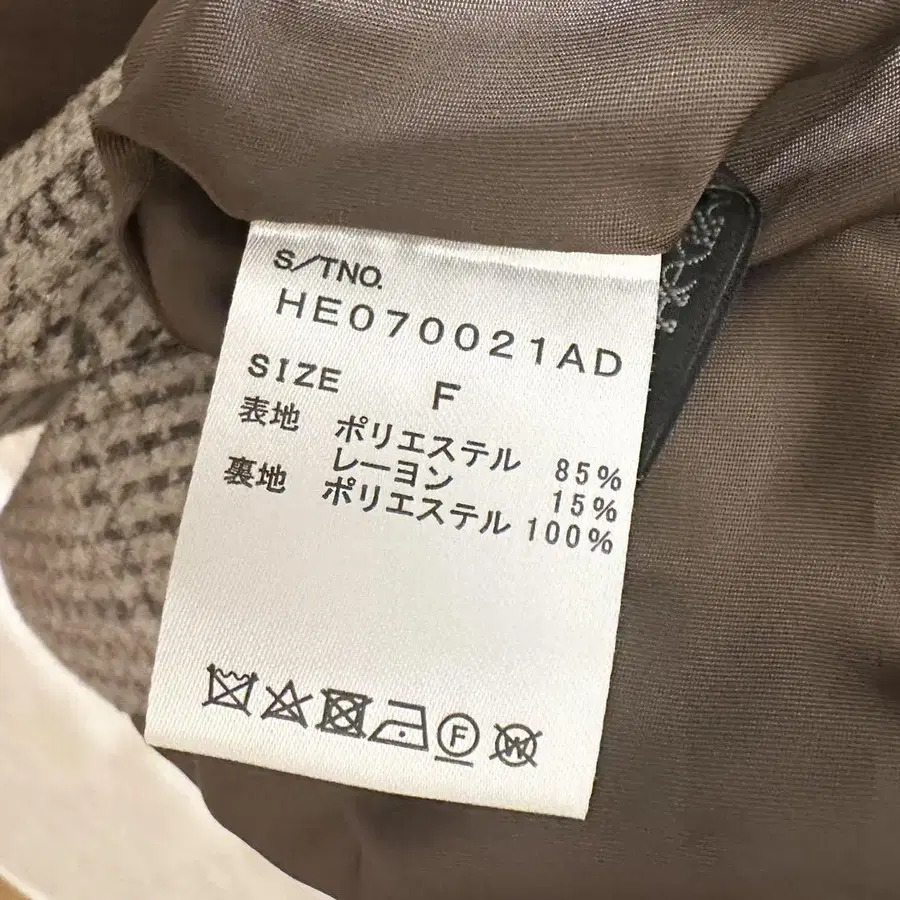 S/TNO.
HE070021AD
SIZE F
表地 ポリエステル 85%
レーヨン 15%
裏地 ポリエステル 100%
F
W